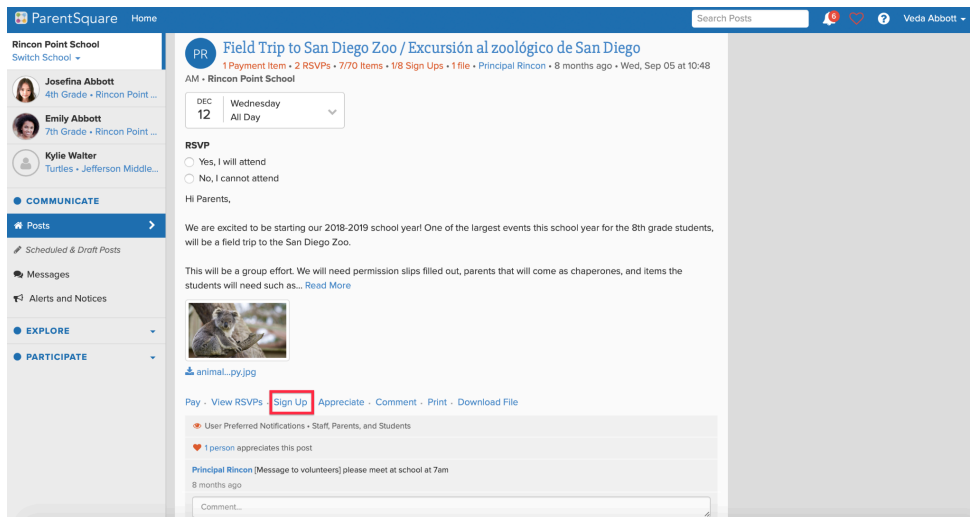 ParentSquare Home
Search Posts
6
?
Veda Abbott
Rincon Point School
Switch School
Josefina Abbott
4th Grade • Rincon Point ...
Emily Abbott
7th Grade • Rincon Point ...
Kylie Walter
Turtles • Jefferson Middle...
COMMUNICATE
Posts
Scheduled & Draft Posts
Messages
Alerts and Notices
EXPLORE
PARTICIPATE
PR
Field Trip to San Diego Zoo / Excursión al zoológico de San Diego
1 Payment Item • 2 RSVPs • 7/70 Items • 1/8 Sign Ups • 1 file • Principal Rincon • 8 months ago • Wed, Sep 05 at 10:48
AM • Rincon Point School
DEC
12
Wednesday
All Day
RSVP
Yes, I will attend
No, I cannot attend
Hi Parents,
We are excited to be starting our 2018-2019 school year! One of the largest events this school year for the 8th grade students,
will be a field trip to the San Diego Zoo.
This will be a group effort. We will need permission slips filled out, parents that will come as chaperones, and items the
students will need such as... Read More
animal...py.jpg
Pay · View RSVPs · Sign Up · Appreciate · Comment · Print · Download File
User Preferred Notifications • Staff, Parents, and Students
1 person appreciates this post
Principal Rincon [Message to volunteers] please meet at school at 7am
8 months ago
Comment...